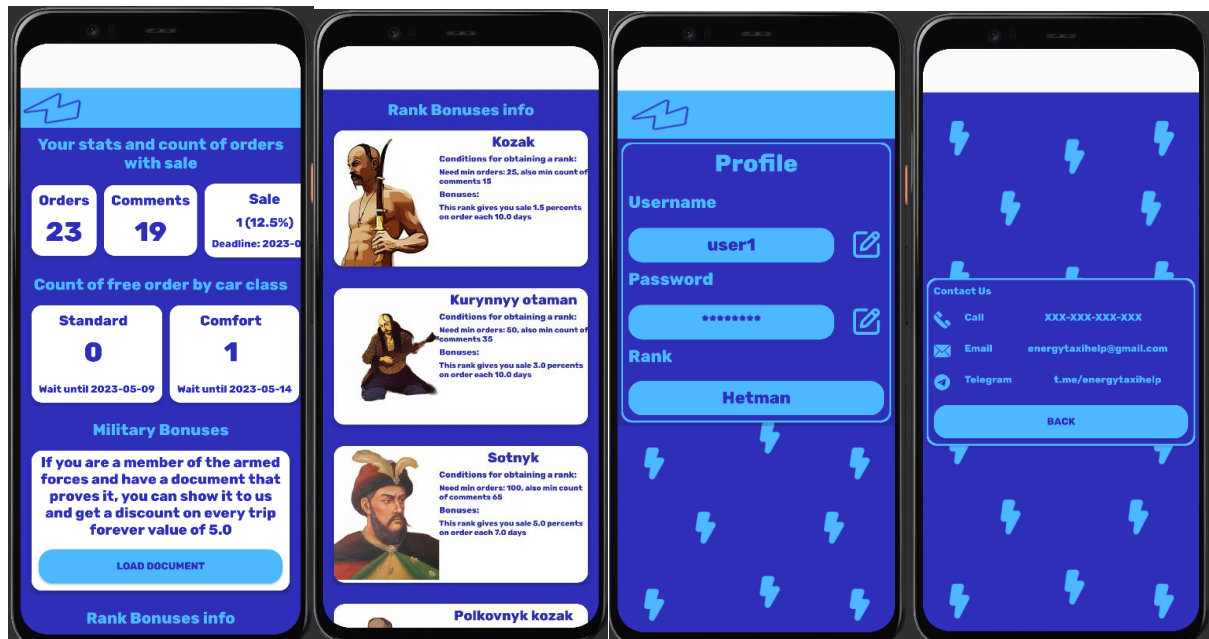 Your stats and count of orders
with sale
Orders
23
Comments
19
Sale
1 (12.5%)
Deadline: 2023-0
Count of free order by car class
Standard
0
Wait until 2023-05-09
Comfort
1
Wait until 2023-05-14
Military Bonuses
If you are a member of the armed
forces and have a document that
proves it, you can show it to us
and get a discount on every trip
forever value of 5.0
LOAD DOCUMENT
Rank Bonuses info
Rank Bonuses info
Kozak
Conditions for obtaining a rank:
Need min orders: 25, also min count of
comments 15
Bonuses:
This rank gives you sale 1.5 percents
on order each 10.0 days
Kurynnyy otaman
Conditions for obtaining a rank:
Need min orders: 50, also min count of
comments 35
Bonuses:
This rank gives you sale 3.0 percents
on order each 10.0 days
Sotnyk
Conditions for obtaining a rank:
Need min orders: 100, also min count
of comments 65
Bonuses:
This rank gives you sale 5.0 percents
on order each 7.0 days
Polkovnyk kozak
Profile
Username
user1
Password
********
Rank
Hetman
Contact Us
Call XXX-XXX-XXX-XXX
Email energytaxihelp@gmail.com
Telegram t.me/energytaxihelp
BACK